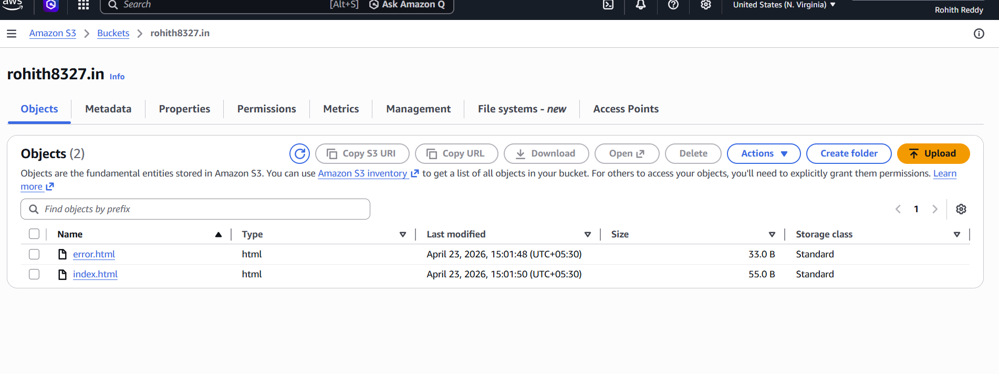 aws Search [Alt+S] Ask Amazon Q United States (N. Virginia) ▼
Rohith Reddy
Amazon S3 > Buckets > rohith8327.in
rohith8327.in Info
Objects Metadata Properties Permissions Metrics Management File systems - new Access Points
Objects (2) Copy S3 URI Copy URL Download Open Delete Actions ▼ Create folder Upload
Objects are the fundamental entities stored in Amazon S3. You can use Amazon S3 inventory to get a list of all objects in your bucket. For others to access your objects, you'll need to explicitly grant them permissions. Learn
more
Find objects by prefix
1
Name Type Last modified Size Storage class
error.html html April 23, 2026, 15:01:48 (UTC+05:30) 33.0 B Standard
index.html html April 23, 2026, 15:01:50 (UTC+05:30) 55.0 B Standard